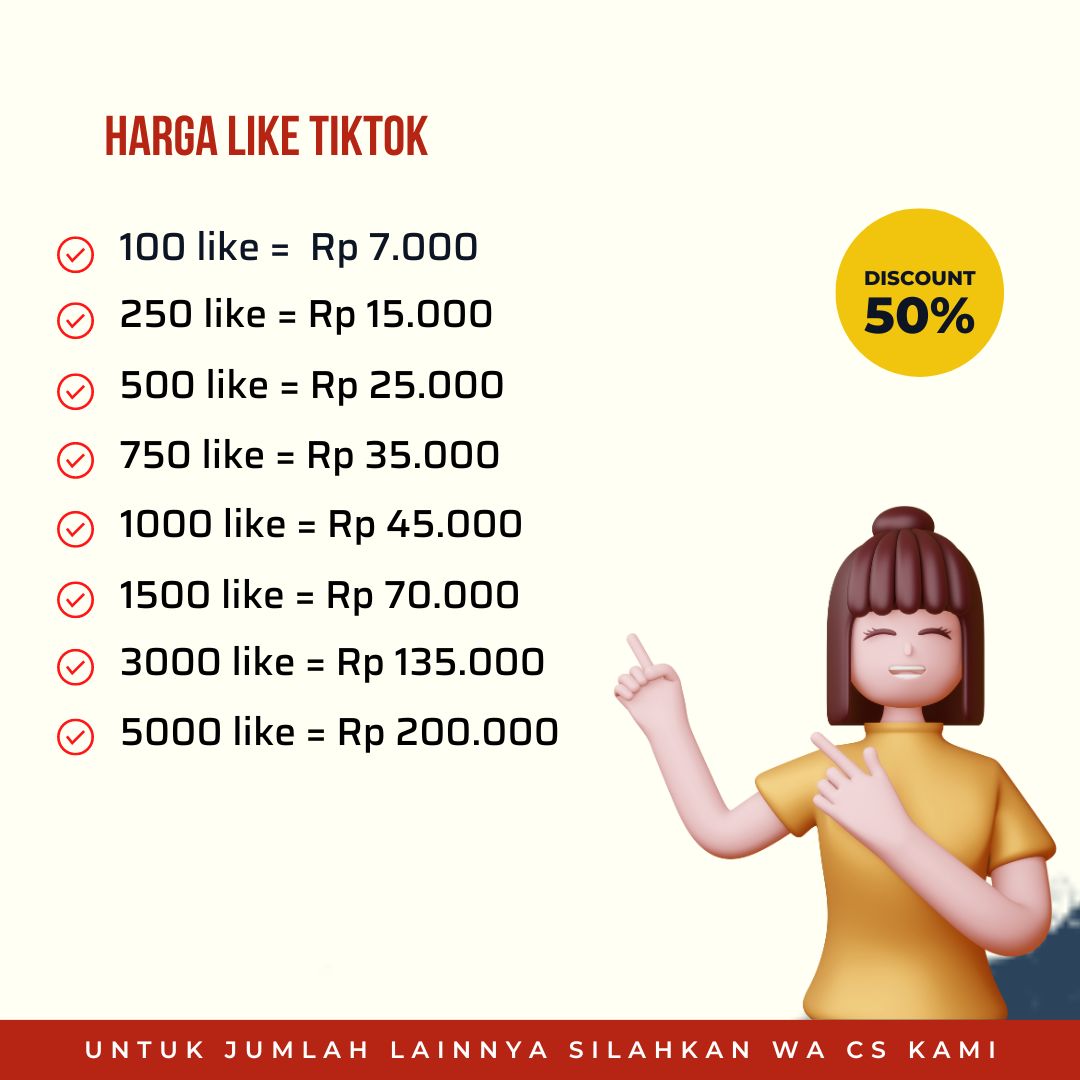 HARGA LIKE TIKTOK
100 like = Rp 7.000
250 like = Rp 15.000
500 like = Rp 25.000
750 like = Rp 35.000
1000 like = Rp 45.000
1500 like = Rp 70.000
3000 like = Rp 135.000
5000 like = Rp 200.000
DISCOUNT
50%
UNTUK JUMLAH LAINNYA SILAHKAN WA CS KAMI